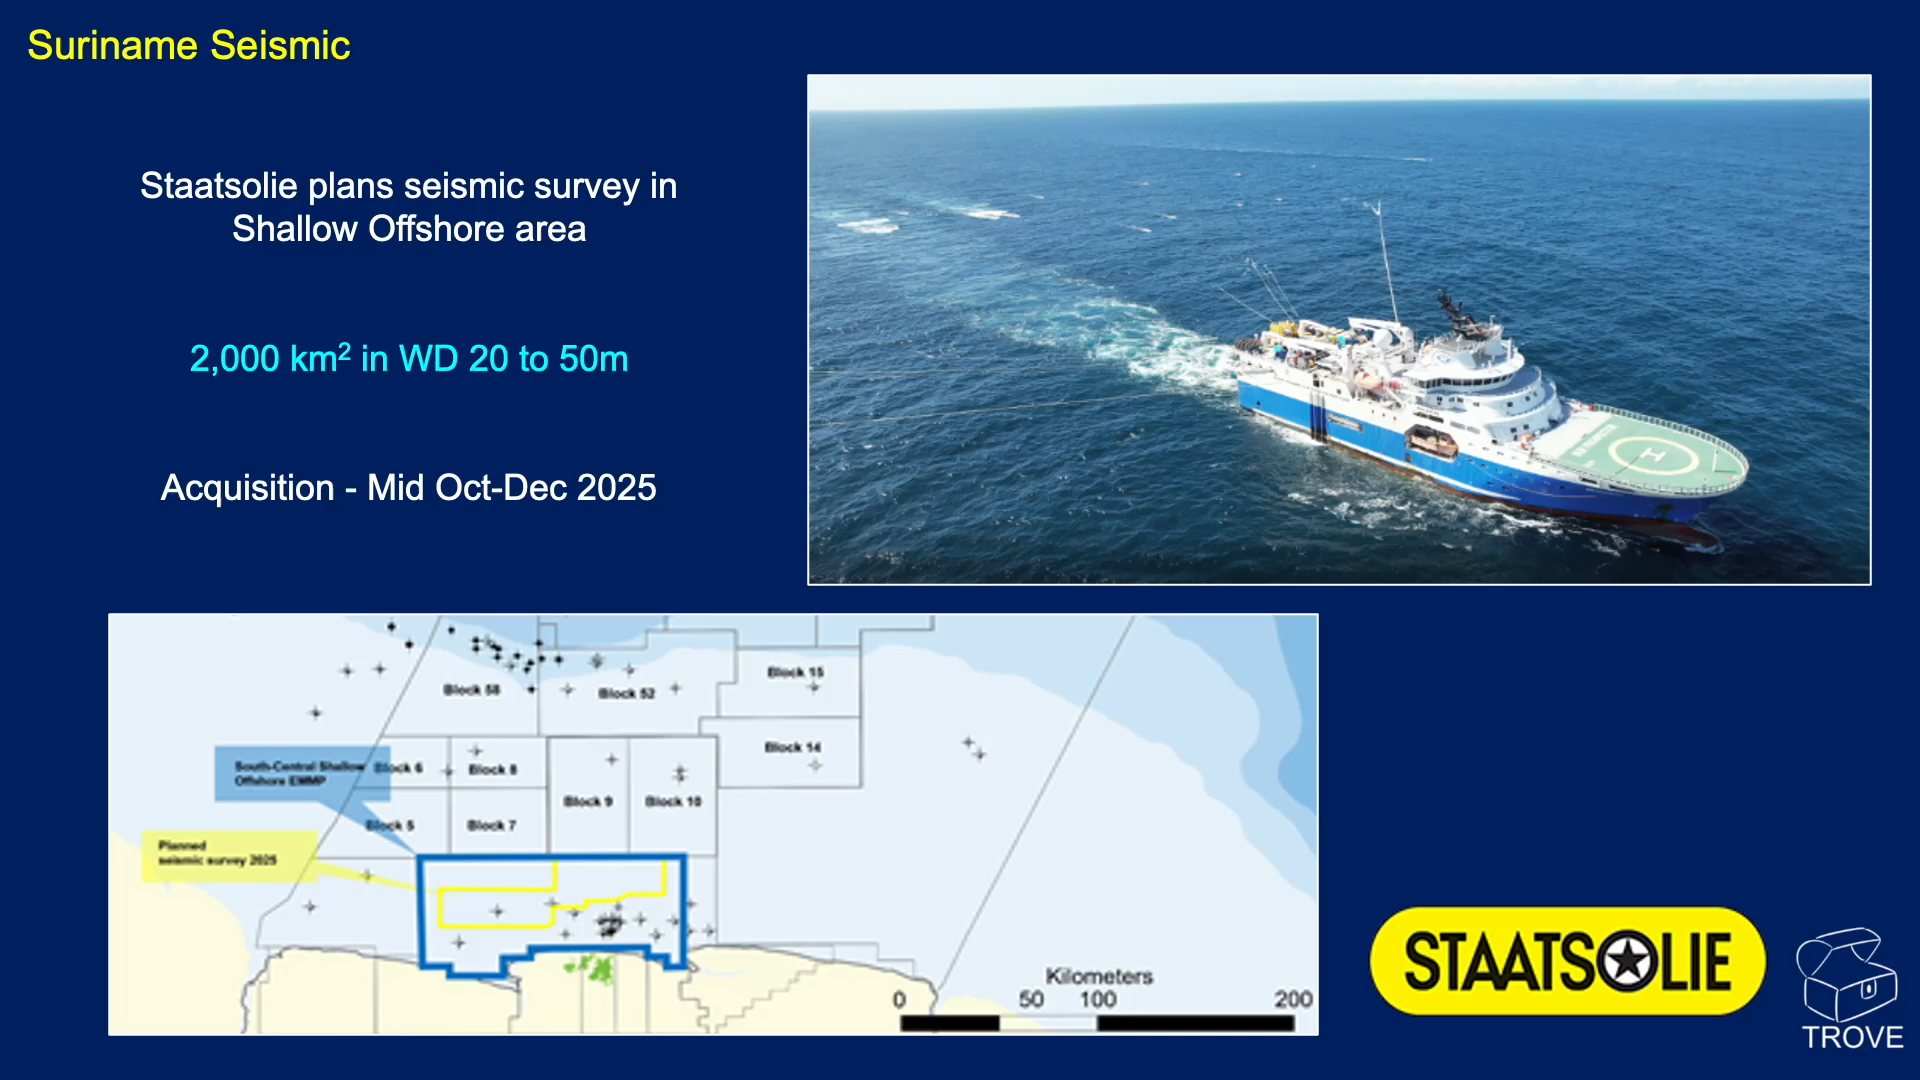 Suriname Seismic
Staatsolie plans seismic survey in
Shallow Offshore area
2,000 km² in WD 20 to 50m
Acquisition - Mid Oct-Dec 2025
H
Block 58
Block 52
Block 15
Block 14
South-Central Shallow
Offshore EMMP
Block 6
Block 8
Block 9
Block 10
Block 5
Block 7
Planned
seismic survey 2025
Kilometers
0 50 100 200
STAATSOLIE
TROVE